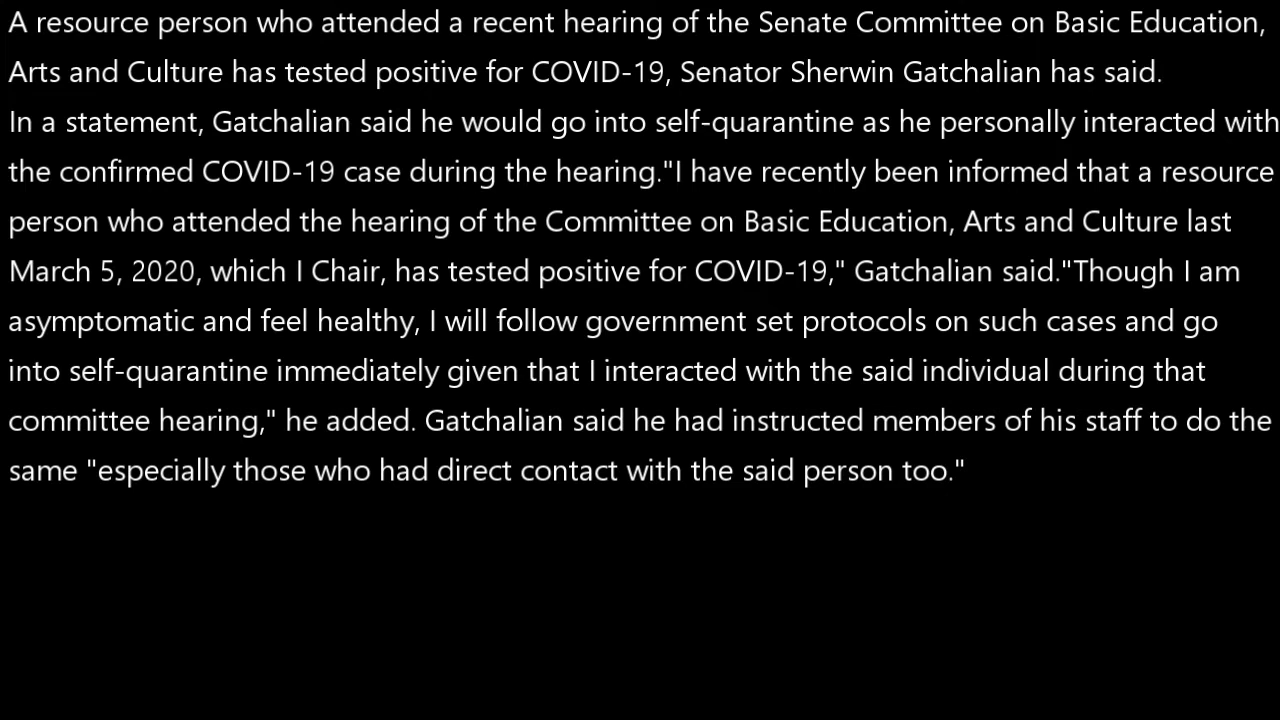 A resource person who attended a recent hearing of the Senate Committee on Basic Education,
Arts and Culture has tested positive for COVID-19, Senator Sherwin Gatchalian has said.
In a statement, Gatchalian said he would go into self-quarantine as he personally interacted with
the confirmed COVID-19 case during the hearing."I have recently been informed that a resource
person who attended the hearing of the Committee on Basic Education, Arts and Culture last
March 5, 2020, which I Chair, has tested positive for COVID-19," Gatchalian said."Though I am
asymptomatic and feel healthy, I will follow government set protocols on such cases and go
into self-quarantine immediately given that I interacted with the said individual during that
committee hearing," he added. Gatchalian said he had instructed members of his staff to do the
same "especially those who had direct contact with the said person too."